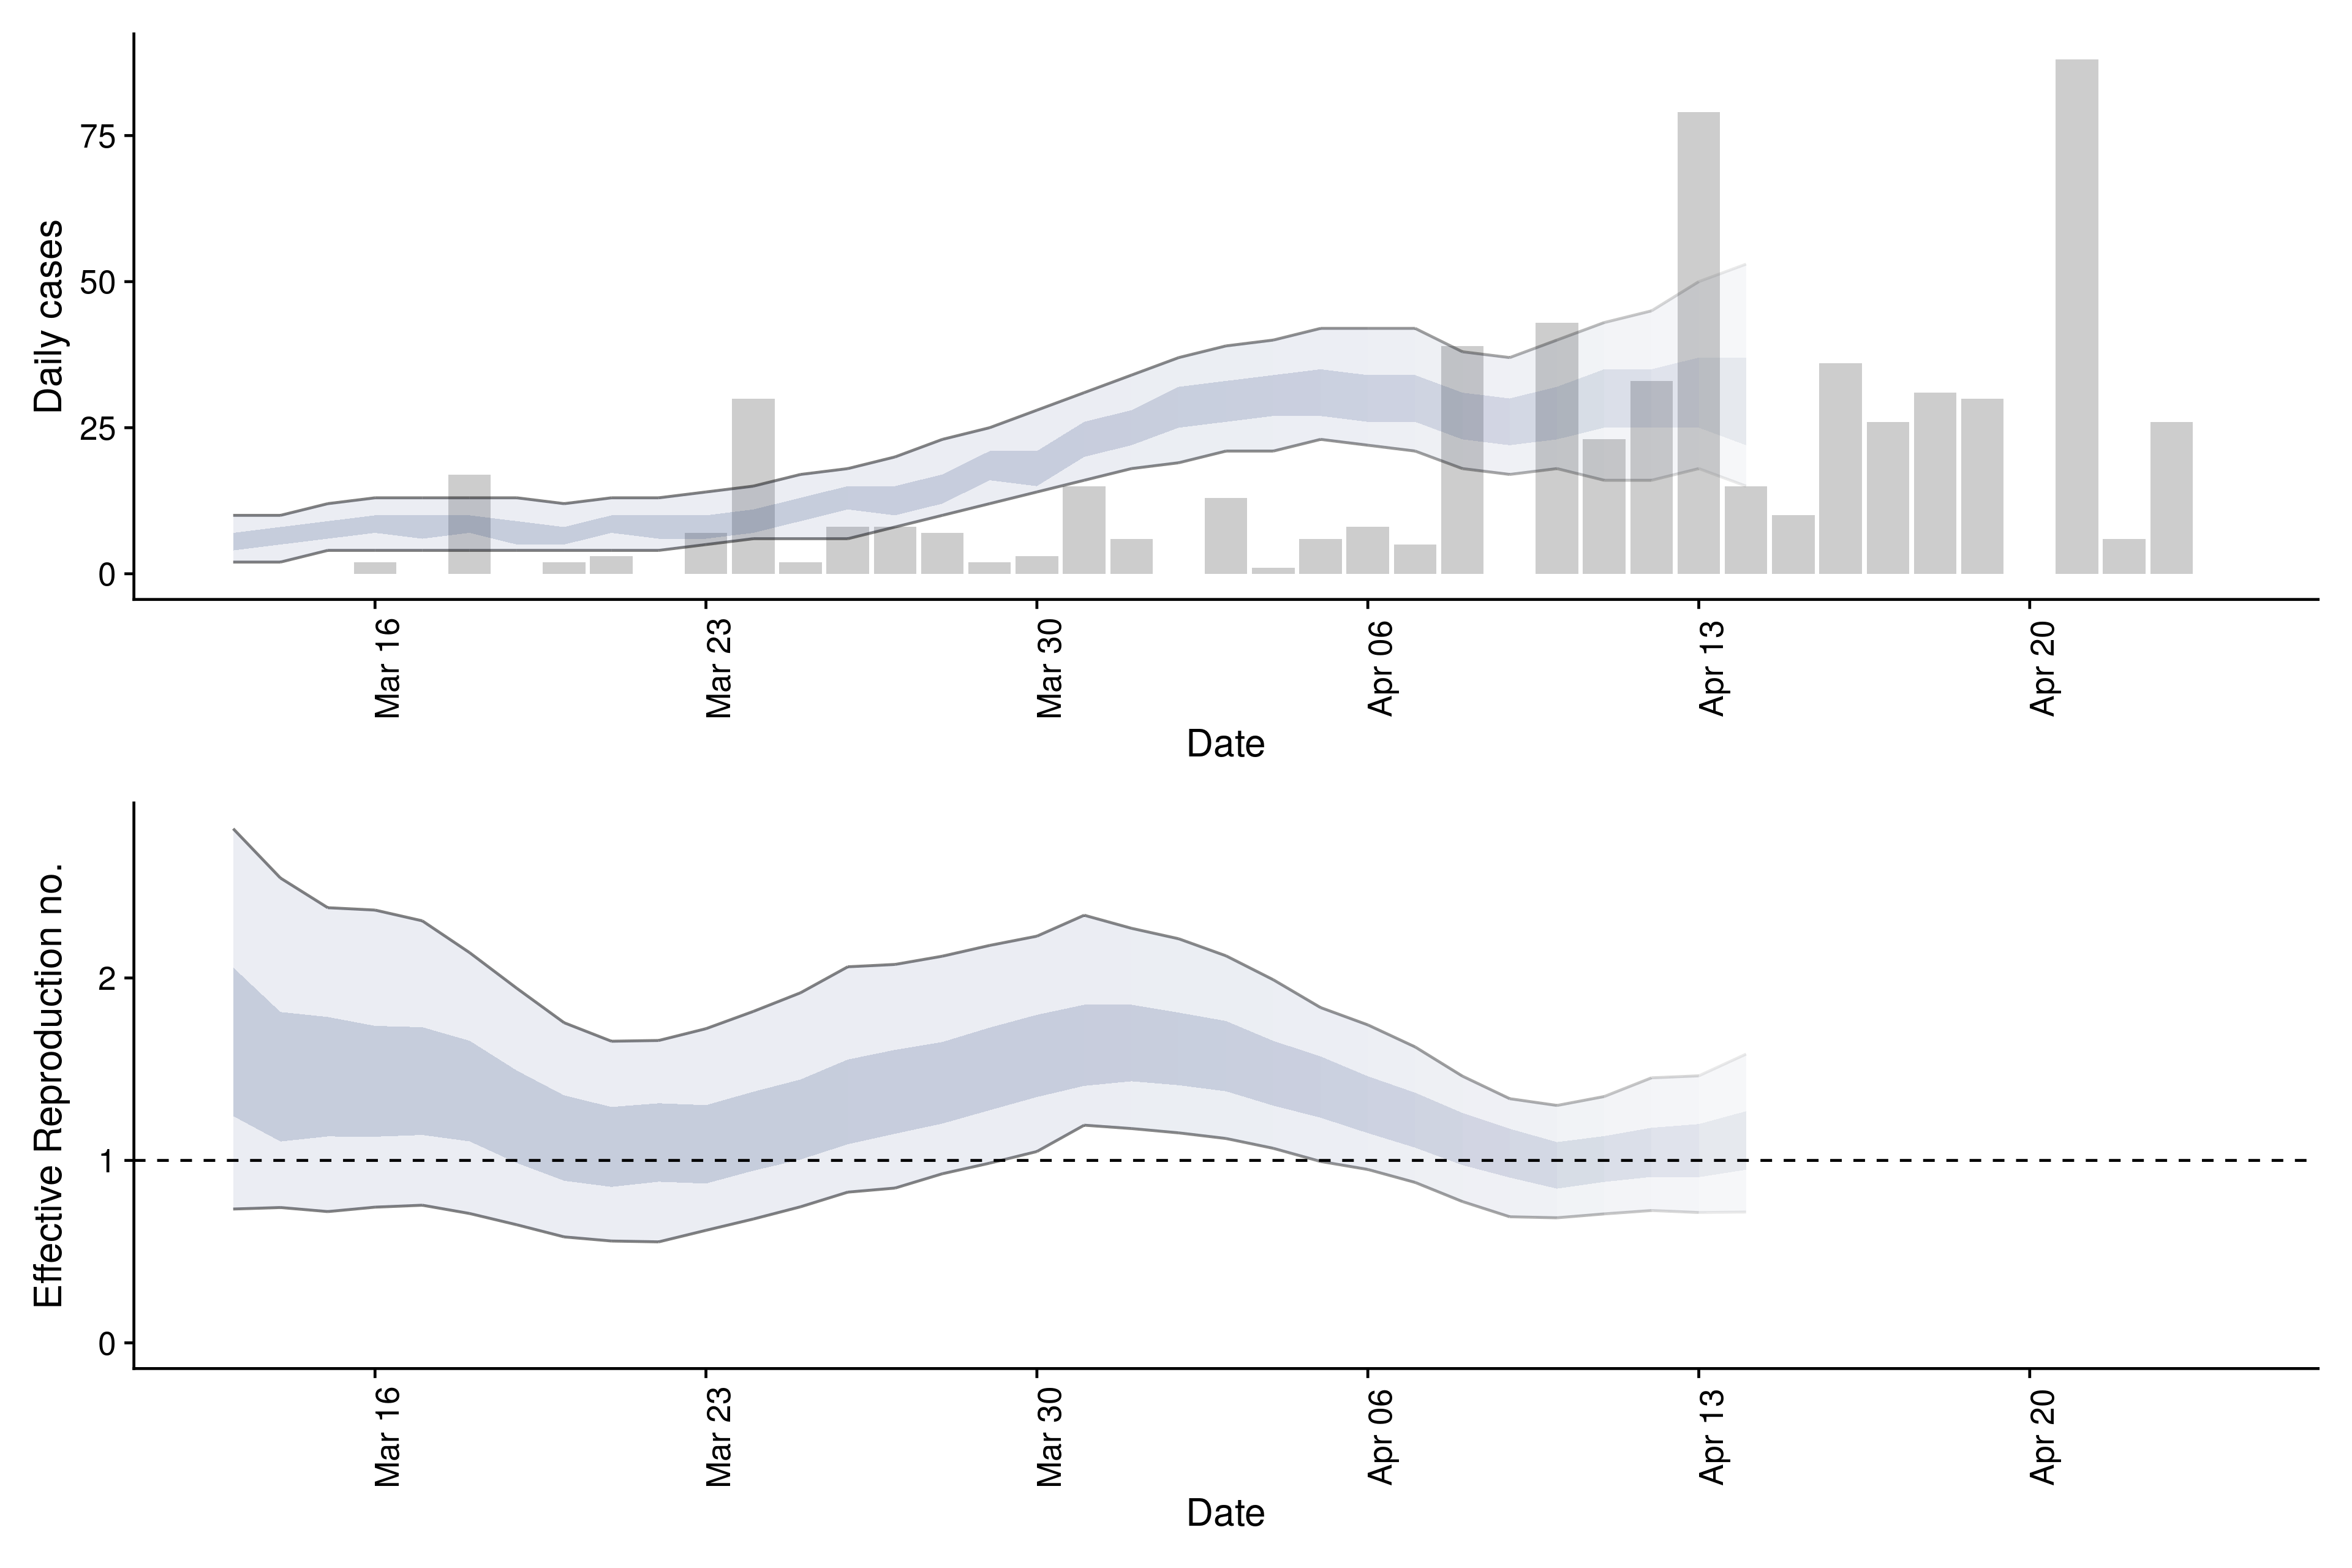 Daily cases
75
50
25
0
Mar 16
Mar 23
Mar 30
Apr 06
Apr 13
Apr 20
Date
Effective Reproduction no.
2
1
0
Mar 16
Mar 23
Mar 30
Apr 06
Apr 13
Apr 20
Date